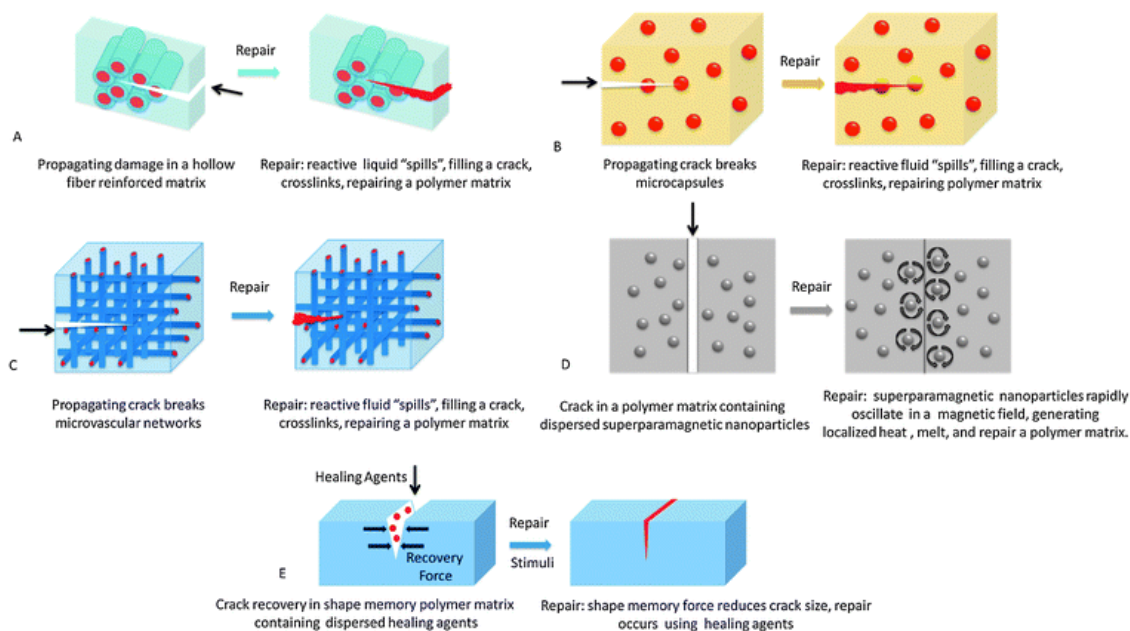 Repair
A
Propagating damage in a hollow
fiber reinforced matrix
Repair: reactive liquid “spills”, filling a crack,
crosslinks, repairing a polymer matrix
Repair
B
Propagating crack breaks
microcapsules
Repair: reactive fluid “spills”, filling a crack,
crosslinks, repairing polymer matrix
Repair
C
Propagating crack breaks
microvascular networks
Repair: reactive fluid “spills”, filling a crack,
crosslinks, repairing a polymer matrix
Repair
D
Crack in a polymer matrix containing
dispersed superparamagnetic nanoparticles
Repair: superparamagnetic nanoparticles rapidly
oscillate in a magnetic field, generating
localized heat , melt, and repair a polymer matrix.
Healing Agents
Recovery
Force
Repair
Stimuli
E
Crack recovery in shape memory polymer matrix
containing dispersed healing agents
Repair: shape memory force reduces crack size, repair
occurs using healing agents